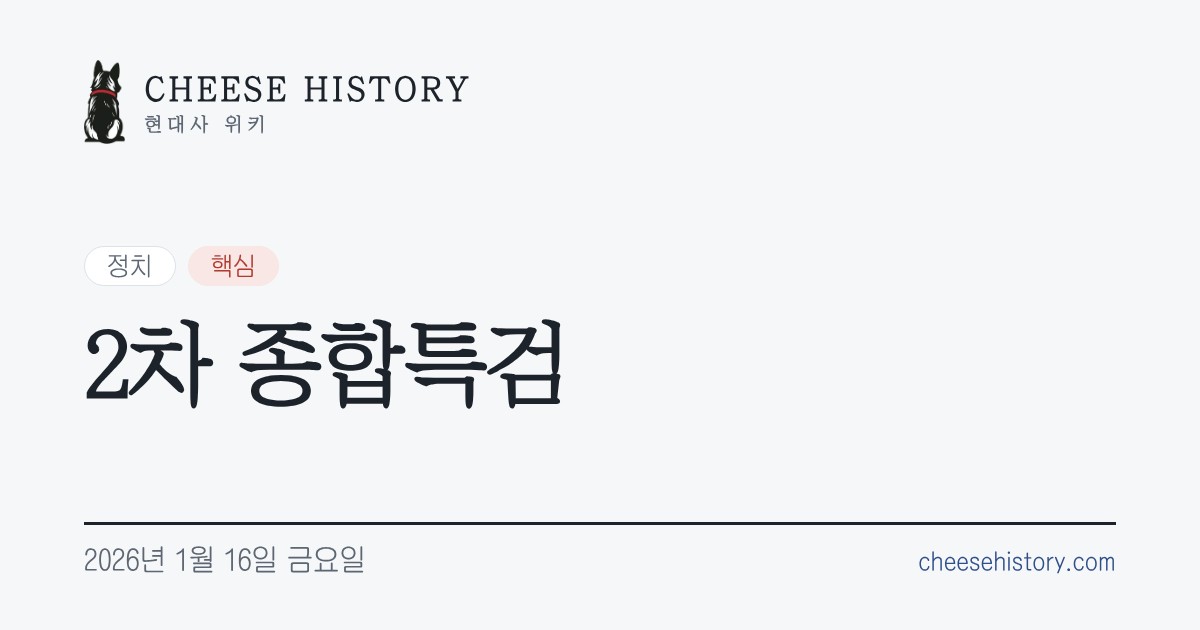 CHEESE HISTORY
현대사 위키
정치 핵심
2차 종합특검
2026년 1월 16일 금요일
cheesehistory.com